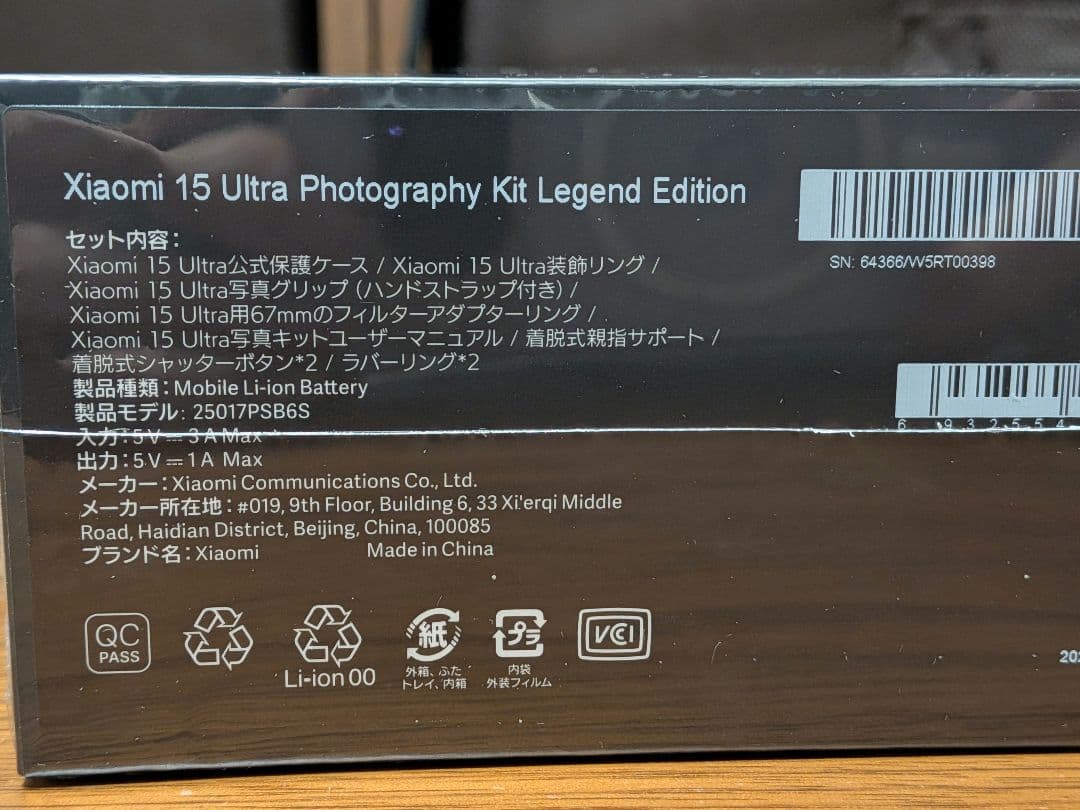 Xiaomi 15 Ultra Photography Kit Legend Edition
セット内容：
Xiaomi 15 Ultra公式保護ケース / Xiaomi 15 Ultra装飾リング /
Xiaomi 15 Ultra写真グリップ（ハンドストラップ付き）/
Xiaomi 15 Ultra用67mmのフィルターアダプターリング /
Xiaomi 15 Ultra写真キットユーザーマニュアル / 着脱式親指サポート /
着脱式シャッターボタン*2 / ラバーリング*2
製品種類：Mobile Li-ion Battery
製品モデル：25017PSB6S
入力：5V⎓3A Max
出力：5V⎓1A Max
メーカー：Xiaomi Communications Co., Ltd.
メーカー所在地：#019, 9th Floor, Building 6, 33 Xi'erqi Middle
Road, Haidian District, Beijing, China, 100085
ブランド名：Xiaomi Made in China
SN: 64366/W5RT00398
6 932554
QC
PASS
Li-ion 00
紙
外箱、ふた
トレイ、内箱
プラ
内袋
外装フィルム
VCI